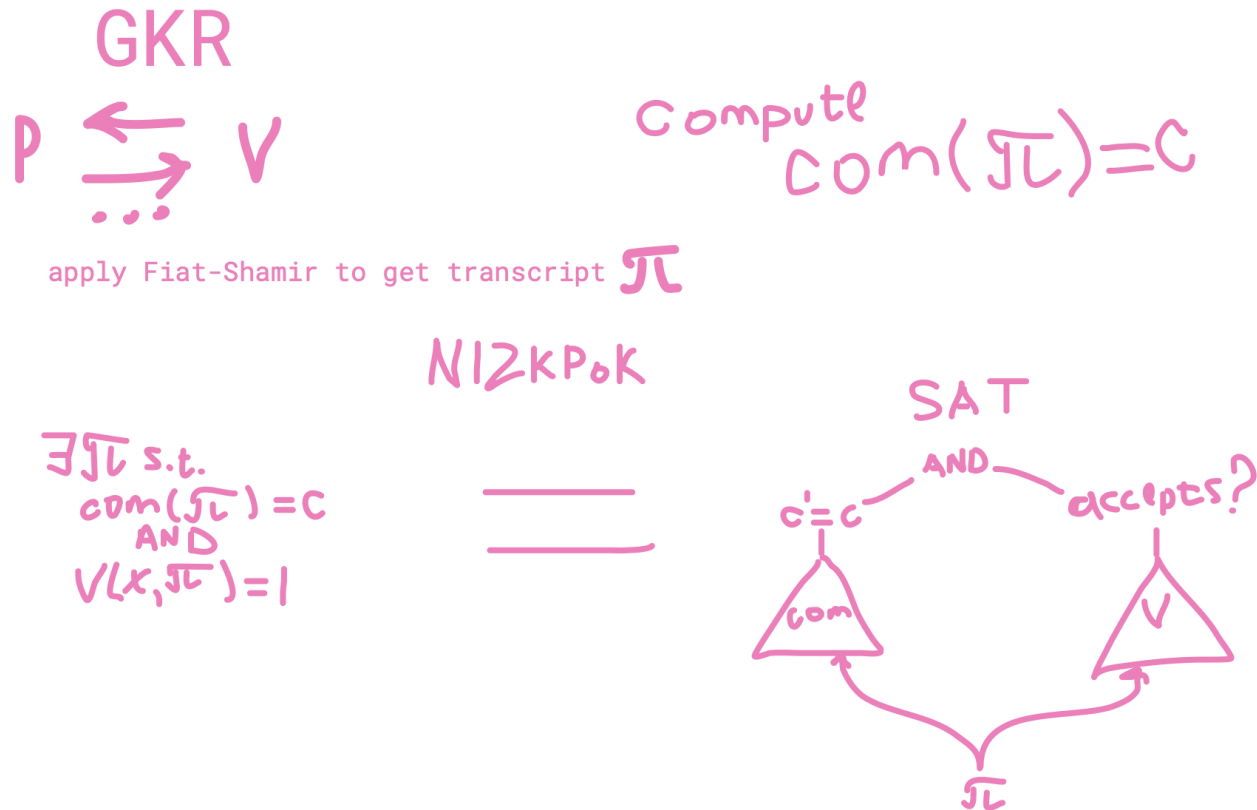 GKR
P V
...
apply Fiat-Shamir to get transcript π
compute
com(π)=C
NIZKPoK
∃π s.t.
com(π)=C
AND
V(x,π)=1
SAT
AND
c'=c
accepts?
com
V
π